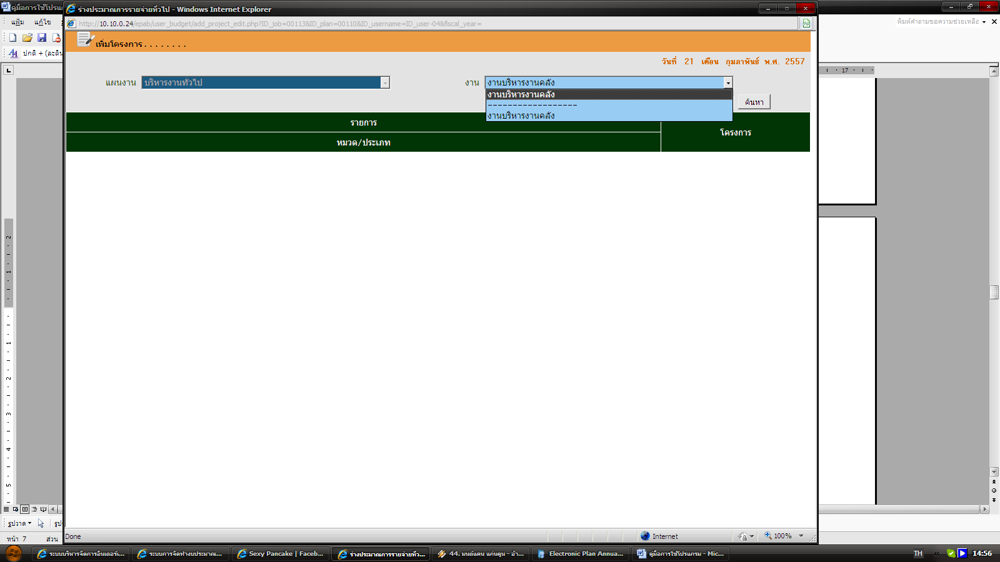 คู่มือการใช้โปรแ
ร่างประมาณการรายจ่ายทั่วไป - Windows Internet Explorer
แฟ้ม แก้ไข
http://10.10.0.24/epab/user_budget/add_project_edit.php?ID_job=00113&ID_plan=00110&ID_username=ID_user-04&fiscal_year=
พิมพ์คำถามขอความช่วยเหลือ
เพิ่มโครงการ . . . . . . . .
ปกติ + (ละติน
วันที่ 21 เดือน กุมภาพันธ์ พ.ศ. 2557
17
แผนงาน บริหารงานทั่วไป งาน งานบริหารงานคลัง
งานบริหารงานคลัง
------------------
งานบริหารงานคลัง
ค้นหา
รายการ
โครงการ
หมวด/ประเภท
2
1
1
2
3
4
5
รูปวาด รูป
หน้า 7 ส่วน
Done Internet 100%
ระบบบริหารจัดการอินเตอร์เ... ระบบการจัดทำงบประมาณ... Sexy Pancake | Faceb... ร่างประมาณการรายจ่ายทั่ว... 44. มนต์แคน แก่นคูน - อ้า... Electronic Plan Annua... คู่มือการใช้โปรแกรม - Mic... TH 14:56